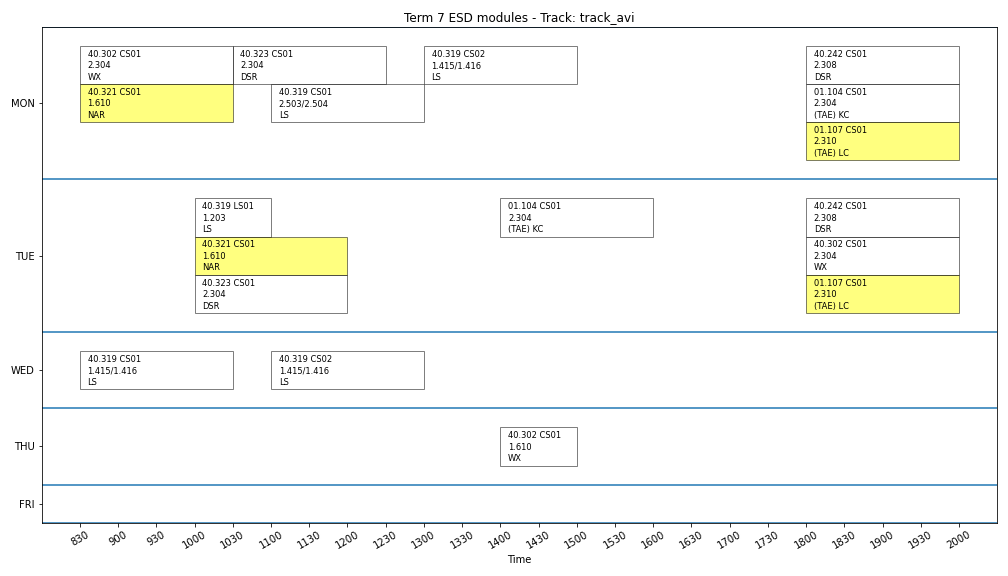 Term 7 ESD modules - Track: track_avi
MON
40.302 CS01
2.304
WX
40.323 CS01
2.304
DSR
40.319 CS02
1.415/1.416
LS
40.242 CS01
2.308
DSR
40.321 CS01
1.610
NAR
40.319 CS01
2.503/2.504
LS
01.104 CS01
2.304
(TAE) KC
01.107 CS01
2.310
(TAE) LC
TUE
40.319 LS01
1.203
LS
01.104 CS01
2.304
(TAE) KC
40.242 CS01
2.308
DSR
40.321 CS01
1.610
NAR
40.302 CS01
2.304
WX
40.323 CS01
2.304
DSR
01.107 CS01
2.310
(TAE) LC
WED
40.319 CS01
1.415/1.416
LS
40.319 CS02
1.415/1.416
LS
THU
40.302 CS01
1.610
WX
FRI
830 900 930 1000 1030 1100 1130 1200 1230 1300 1330 1400 1430 1500 1530 1600 1630 1700 1730 1800 1830 1900 1930 2000
Time